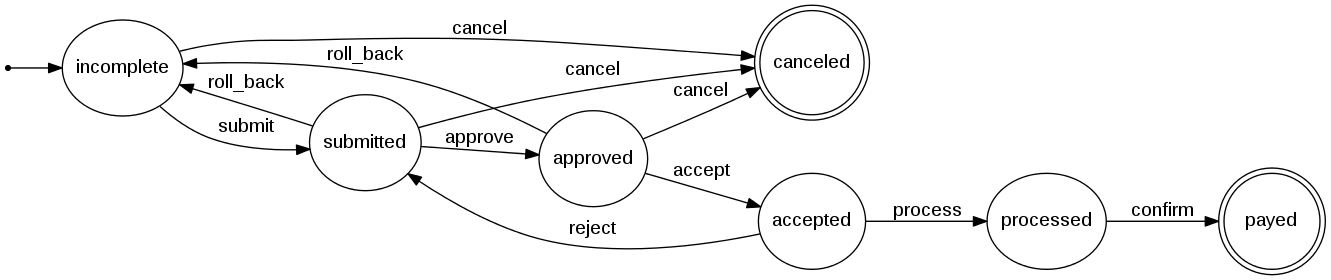 cancel
roll_back
incomplete
canceled
cancel
roll_back
cancel
submit
approve
submitted
approved
accept
reject
accepted
process
processed
confirm
payed